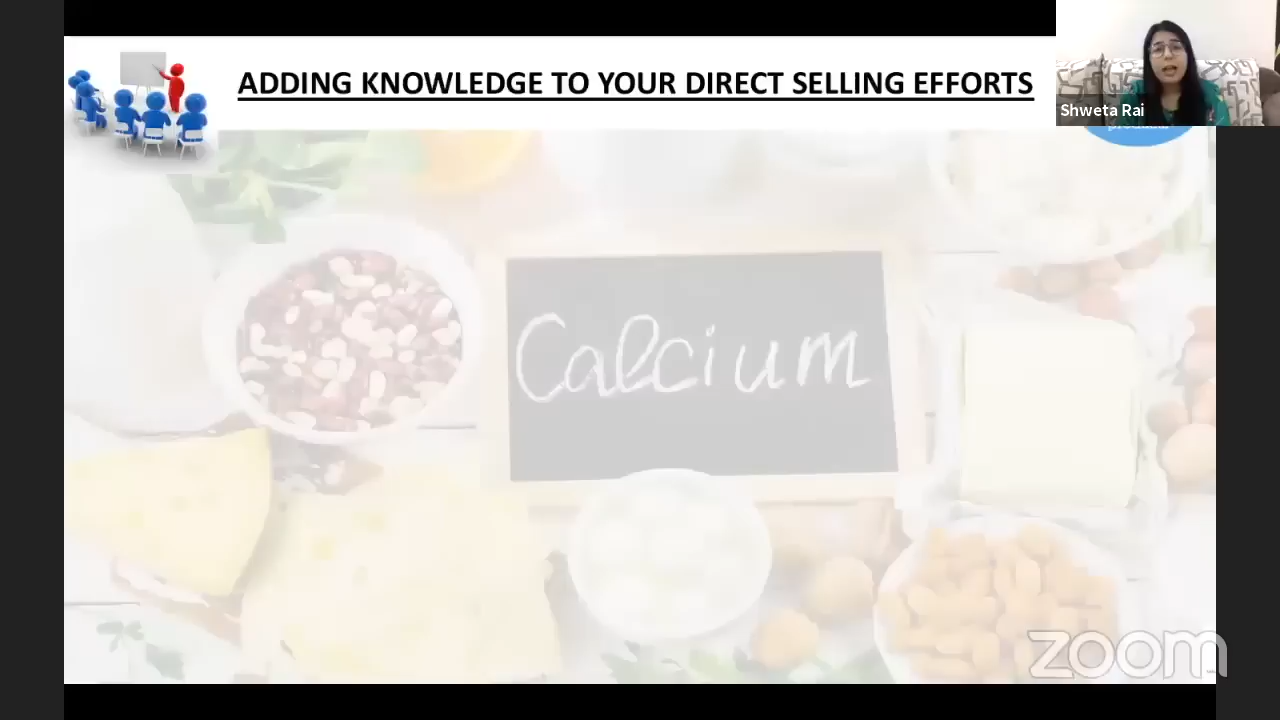 ADDING KNOWLEDGE TO YOUR DIRECT SELLING EFFORTS
Shweta Rai
Calcium
zoom